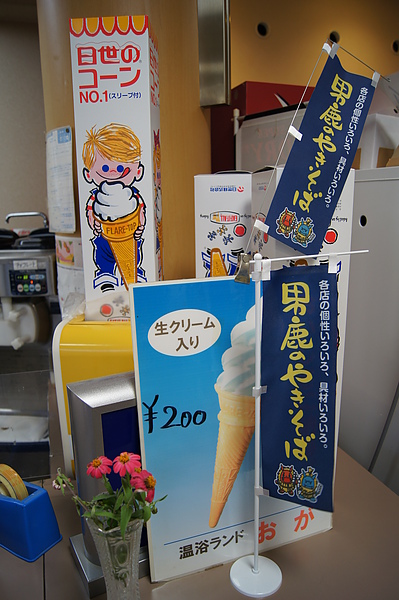 日世の
コーン
NO.1(スリーブ付)
FLARE-TOP
各店の個性いろいろ、具材いろいろ。
男鹿のやきそば
生クリーム
入り
¥200
温浴ランド おが
各店の個性いろいろ、具材いろいろ。
男鹿のやきそば